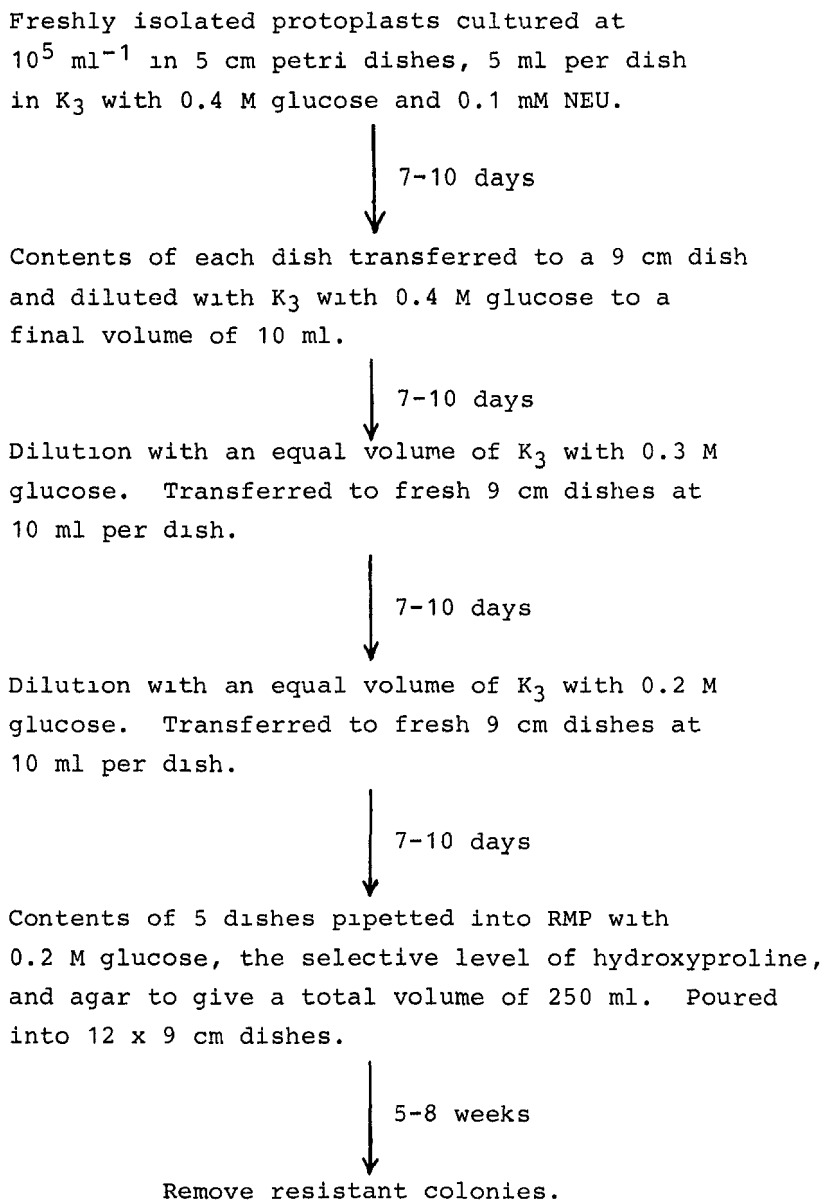 Freshly isolated protoplasts cultured at
10⁵ ml⁻¹ in 5 cm petri dishes, 5 ml per dish
in K₃ with 0.4 M glucose and 0.1 mM NEU.
7-10 days
Contents of each dish transferred to a 9 cm dish
and diluted with K₃ with 0.4 M glucose to a
final volume of 10 ml.
7-10 days
Dilution with an equal volume of K₃ with 0.3 M
glucose. Transferred to fresh 9 cm dishes at
10 ml per dish.
7-10 days
Dilution with an equal volume of K₃ with 0.2 M
glucose. Transferred to fresh 9 cm dishes at
10 ml per dish.
7-10 days
Contents of 5 dishes pipetted into RMP with
0.2 M glucose, the selective level of hydroxyproline,
and agar to give a total volume of 250 ml. Poured
into 12 x 9 cm dishes.
5-8 weeks
Remove resistant colonies.